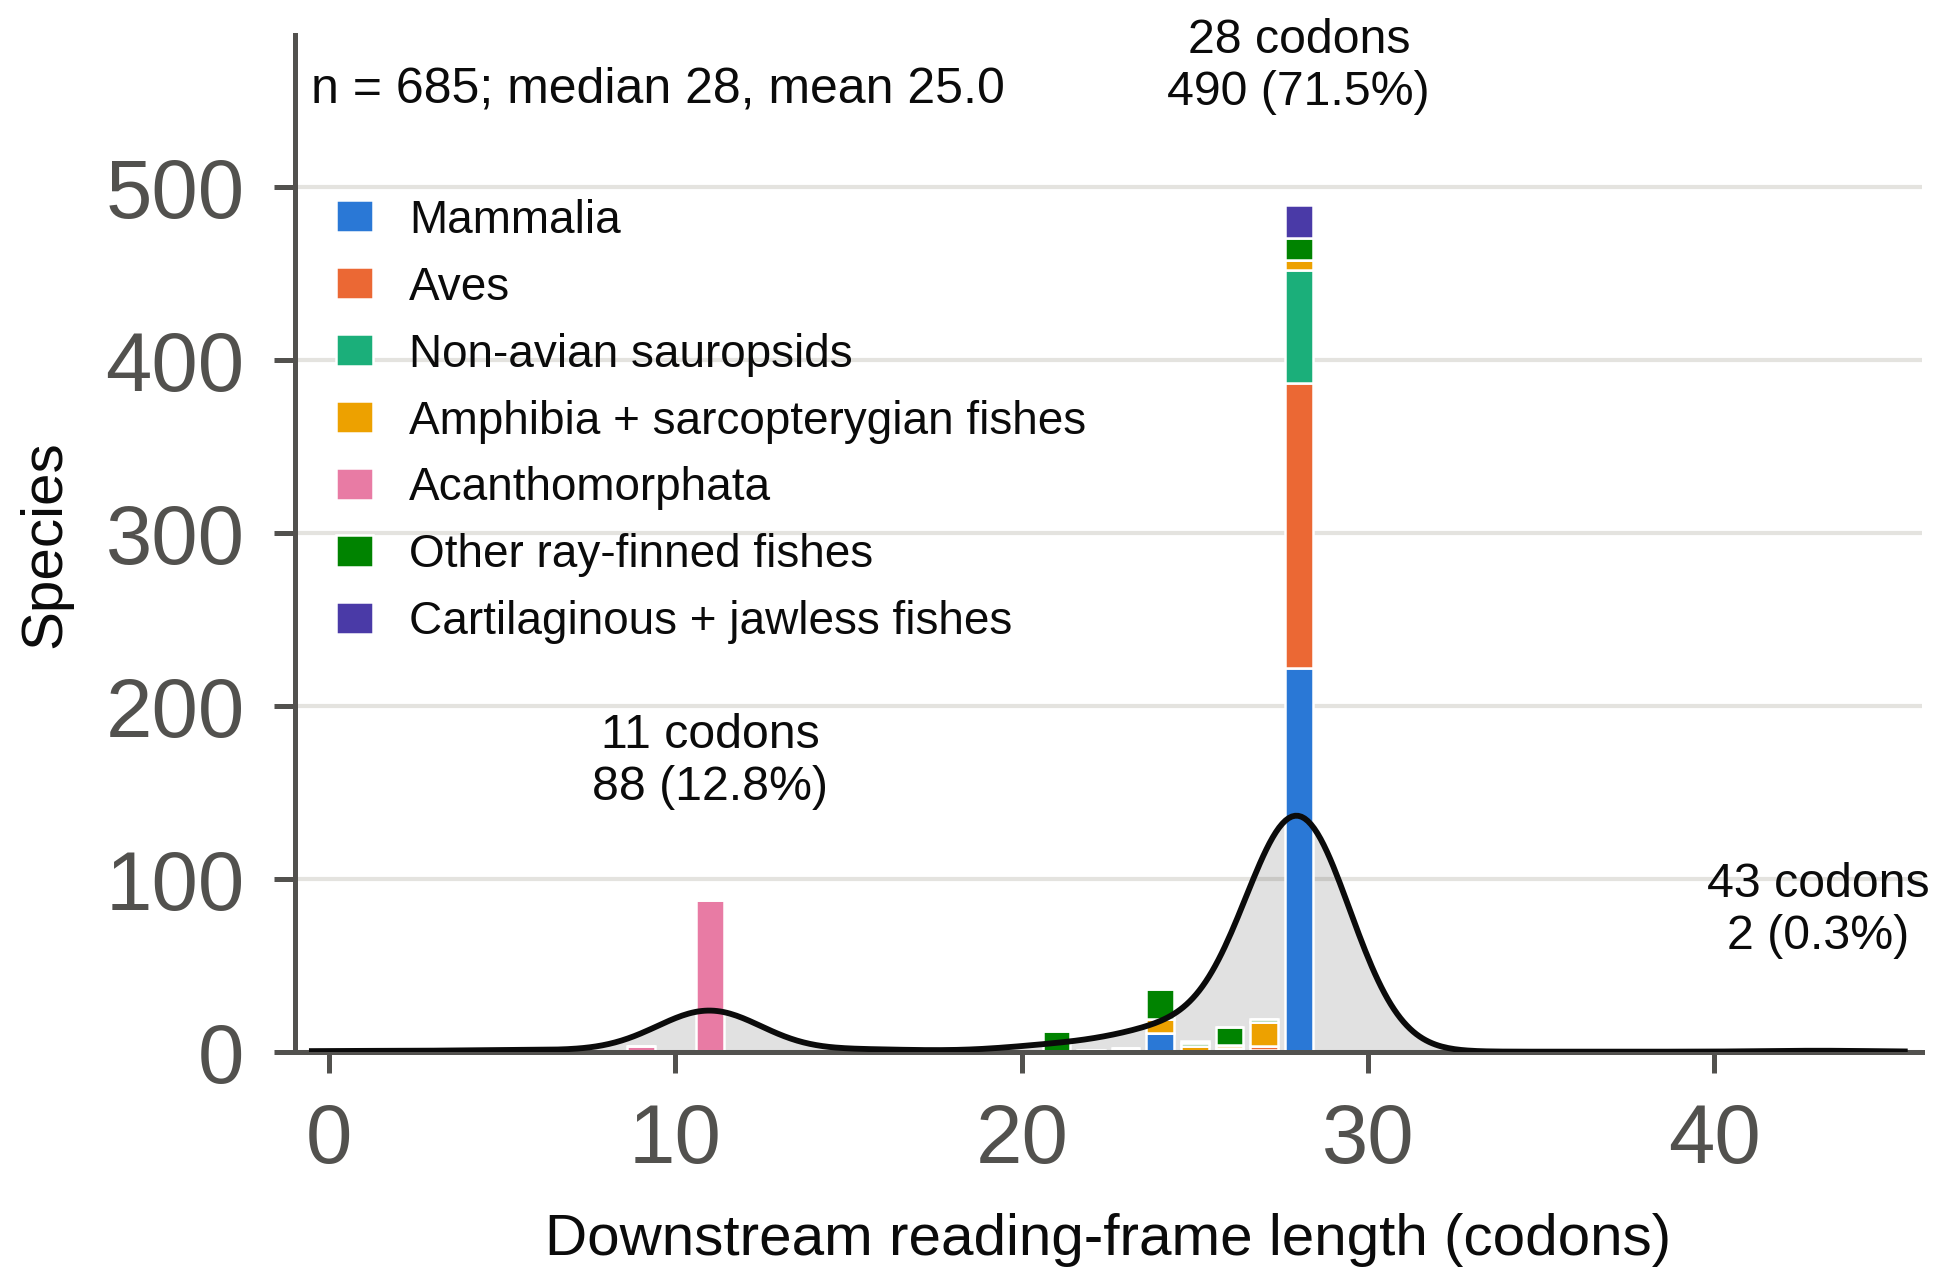 28 codons
490 (71.5%)
n = 685; median 28, mean 25.0
500
Mammalia
Aves
400
Non-avian sauropsids
Amphibia + sarcopterygian fishes
Acanthomorphata
300
Other ray-finned fishes
Cartilaginous + jawless fishes
Species
200
11 codons
88 (12.8%)
100
43 codons
2 (0.3%)
0
0 10 20 30 40
Downstream reading-frame length (codons)